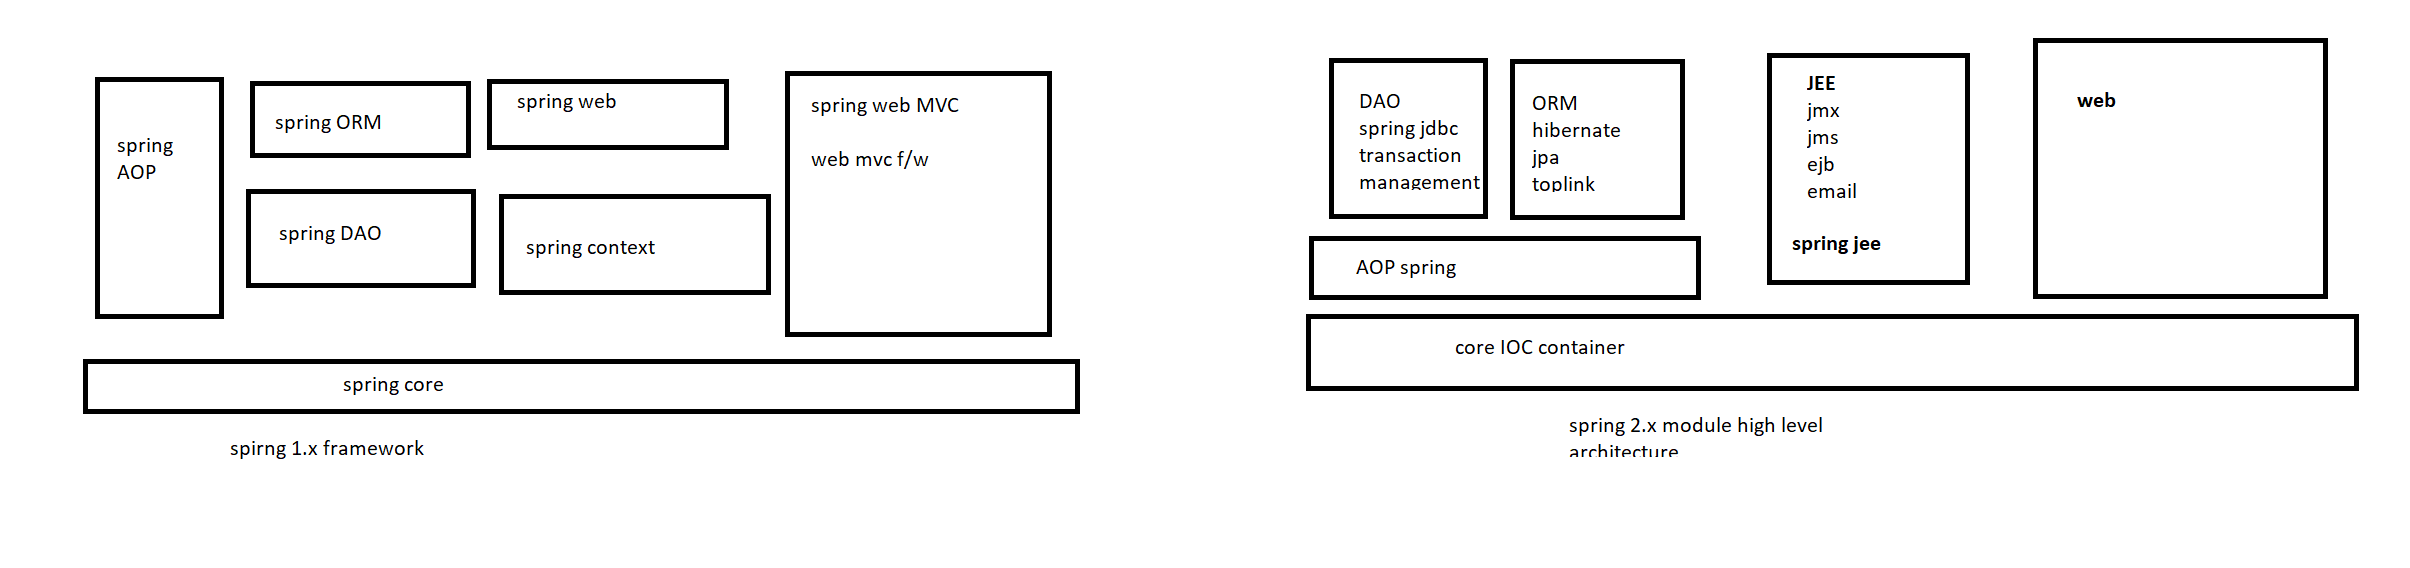 spring
AOP
spring ORM
spring DAO
spring web
spring context
spring web MVC
web mvc f/w
spring core
spirng 1.x framework
DAO
spring jdbc
transaction
management
ORM
hibernate
jpa
toplink
AOP spring
JEE
jmx
jms
ejb
email
spring jee
web
core IOC container
spring 2.x module high level
architecture